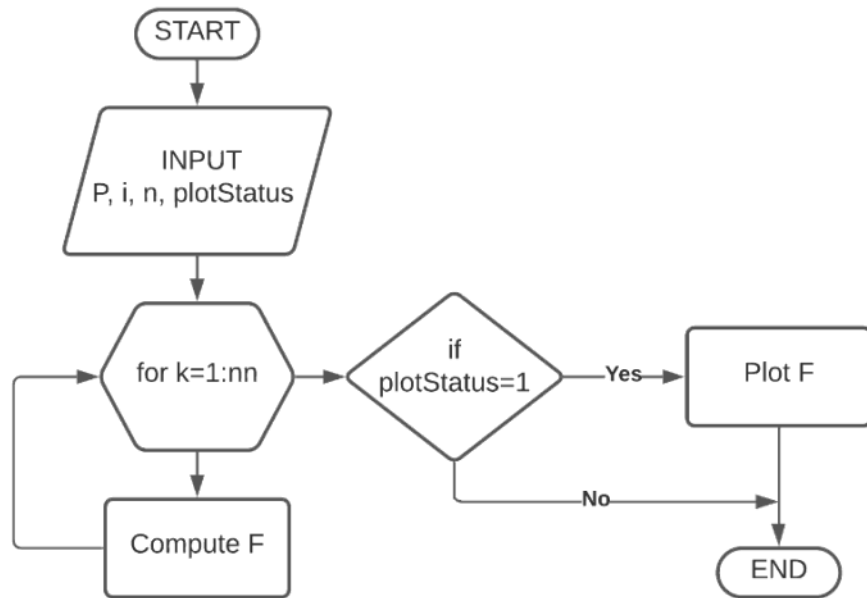 START
INPUT
P, i, n, plotStatus
for k=1:nn
if
plotStatus=1
Yes
Plot F
No
Compute F
END